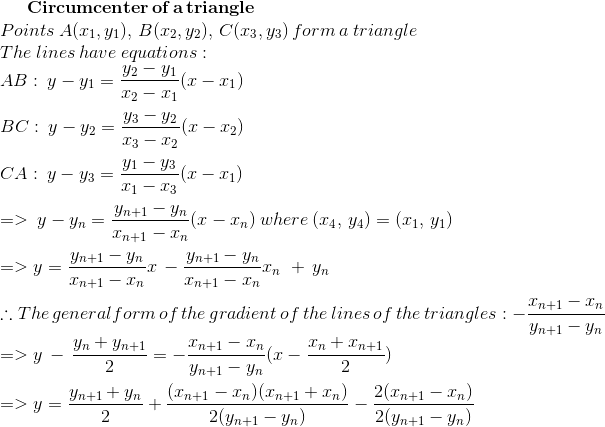 Circumcenter of a triangle
Points A(x_1, y_1), B(x_2, y_2), C(x_3, y_3) form a triangle
The lines have equations :
AB : y − y_1 = \frac{y_2 − y_1}{x_2 − x_1}(x − x_1)
BC : y − y_2 = \frac{y_3 − y_2}{x_3 − x_2}(x − x_2)
CA : y − y_3 = \frac{y_1 − y_3}{x_1 − x_3}(x − x_1)
=> y − y_n = \frac{y_{n+1} − y_n}{x_{n+1} − x_n}(x − x_n) where (x_4, y_4) = (x_1, y_1)
=> y = \frac{y_{n+1} − y_n}{x_{n+1} − x_n}x − \frac{y_{n+1} − y_n}{x_{n+1} − x_n}x_n + y_n
∴ The general form of the gradient of the lines of the triangles : −\frac{x_{n+1} − x_n}{y_{n+1} − y_n}
=> y − \frac{y_n + y_{n+1}}{2} = −\frac{x_{n+1} − x_n}{y_{n+1} − y_n}(x − \frac{x_n + x_{n+1}}{2})
=> y = \frac{y_{n+1} + y_n}{2} + \frac{(x_{n+1} − x_n)(x_{n+1} + x_n)}{2(y_{n+1} − y_n)} − \frac{2(x_{n+1} − x_n)}{2(y_{n+1} − y_n)}